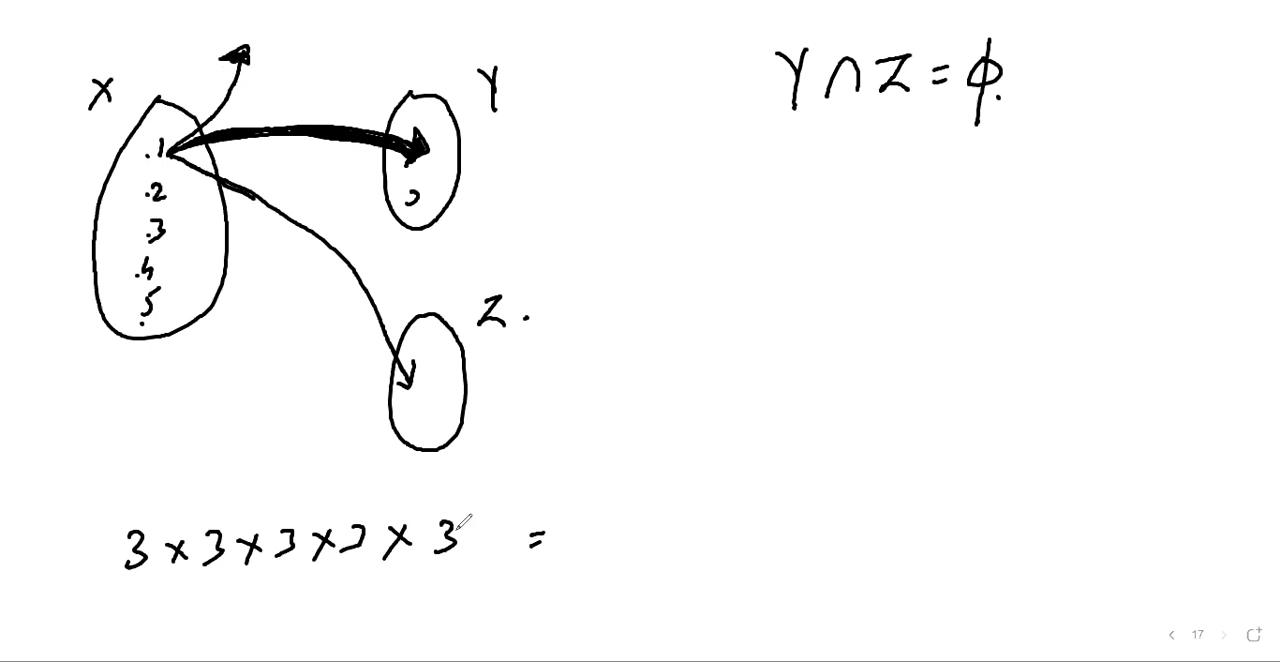 X
Y
Y ∩ Z = ϕ.
.1
.2
.3
.4
.5
Z.
3 × 3 × 3 × 3 × 3 =
17